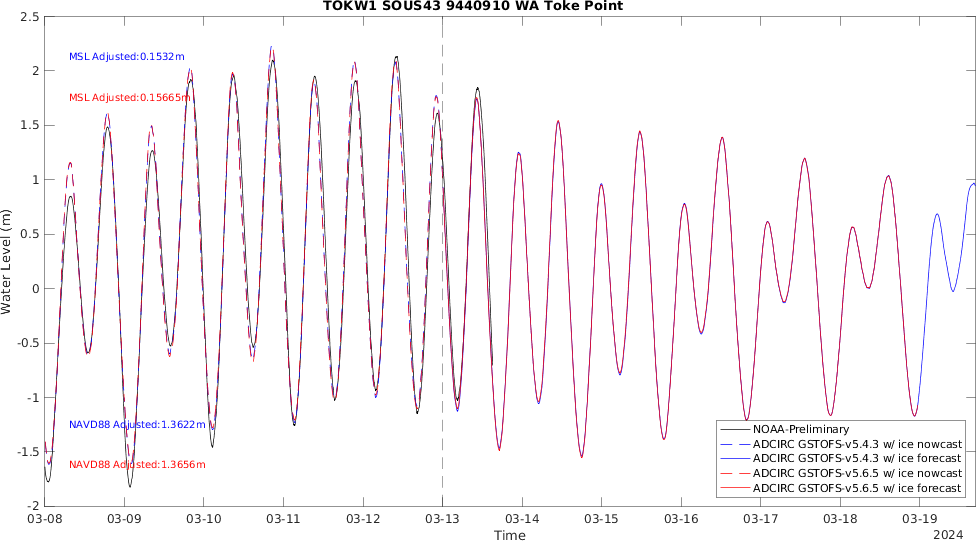 TOKW1 SOUS43 9440910 WA Toke Point
2.5
2
1.5
1
0.5
0
-0.5
-1
-1.5
-2
Water Level (m)
MSL Adjusted:0.1532m
MSL Adjusted:0.15665m
NAVD88 Adjusted:1.3622m
NAVD88 Adjusted:1.3656m
NOAA-Preliminary
ADCIRC GSTOFS-v5.4.3 w/ ice nowcast
ADCIRC GSTOFS-v5.4.3 w/ ice forecast
ADCIRC GSTOFS-v5.6.5 w/ ice nowcast
ADCIRC GSTOFS-v5.6.5 w/ ice forecast
03-08 03-09 03-10 03-11 03-12 03-13 03-14 03-15 03-16 03-17 03-18 03-19
Time
2024